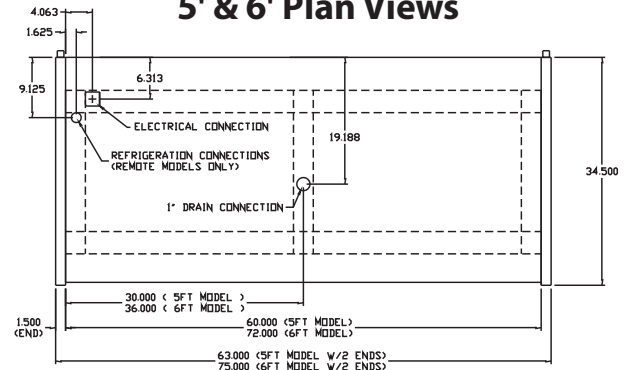 5' & 6' Plan Views
4.063
1.625
9.125
6.313
ELECTRICAL CONNECTION
19.188
REFRIGERATION CONNECTIONS
(REMOTE MODELS ONLY)
34.500
1" DRAIN CONNECTION
30.000 ( 5FT MODEL )
36.000 ( 6FT MODEL )
1.500
(END)
60.000 (5FT MODEL)
72.000 (6FT MODEL)
63.000 (5FT MODEL W/2 ENDS)
75.000 (6FT MODEL W/2 ENDS)